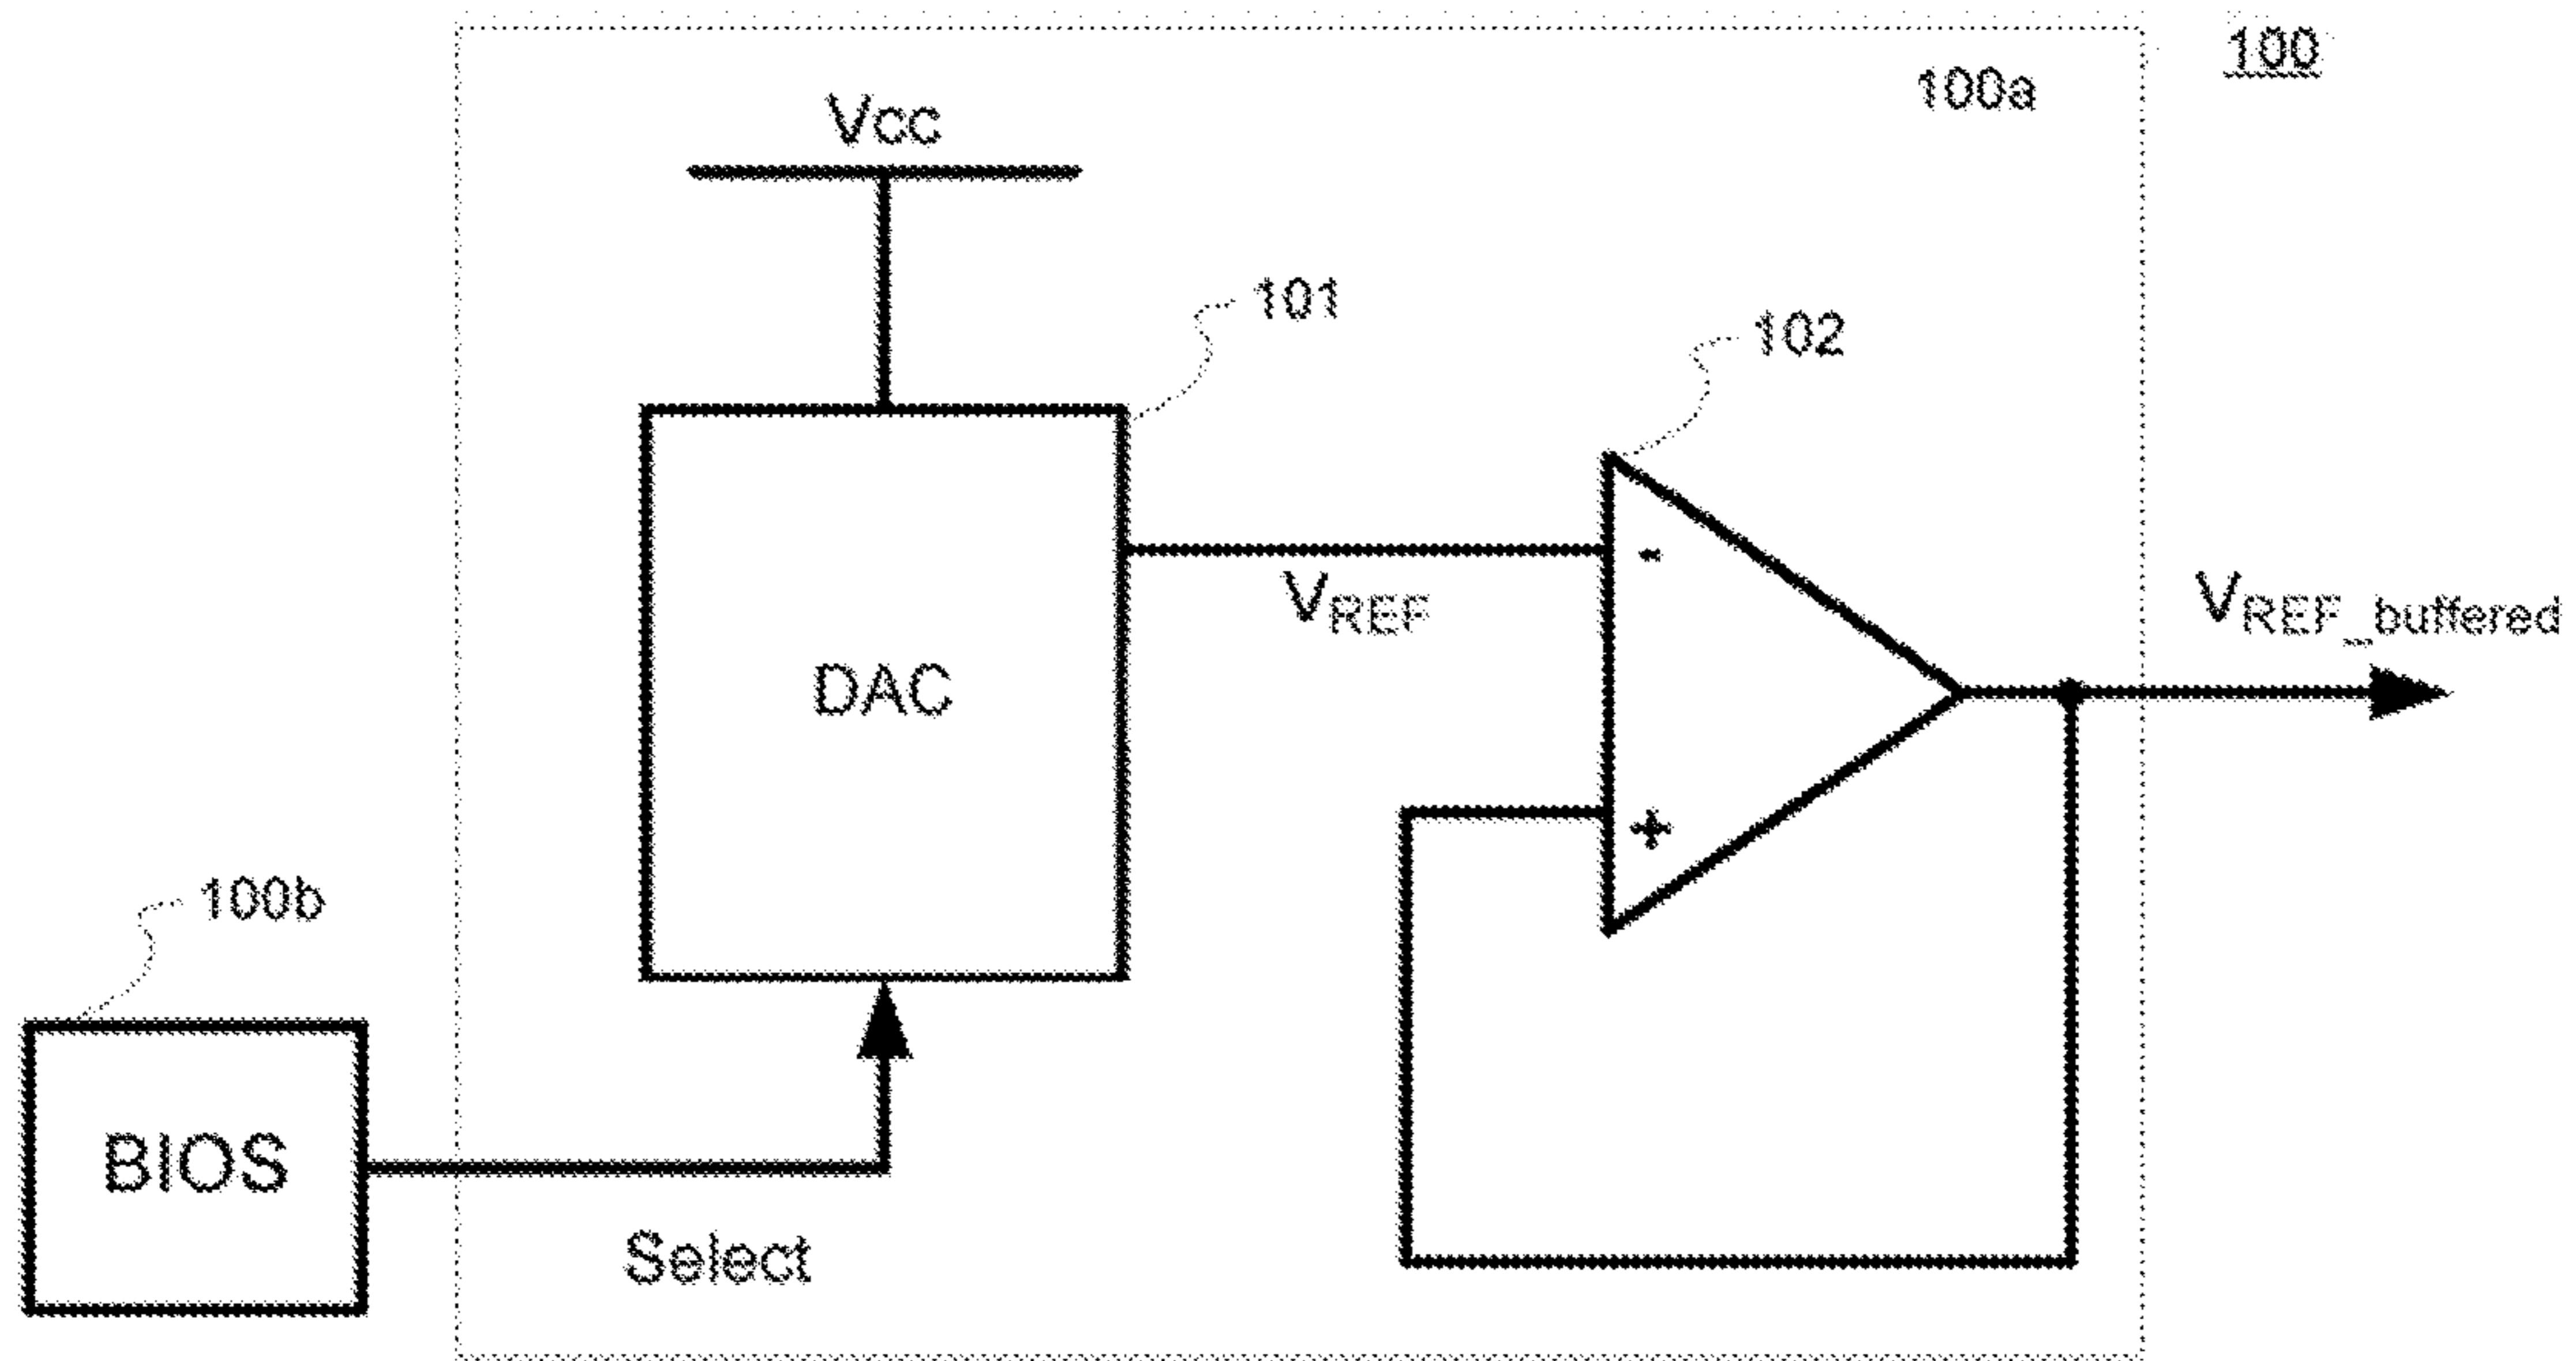 100
100a
Vcc
101
102
-
VREF
VREF_buffered
DAC
+
100b
BIOS
Select